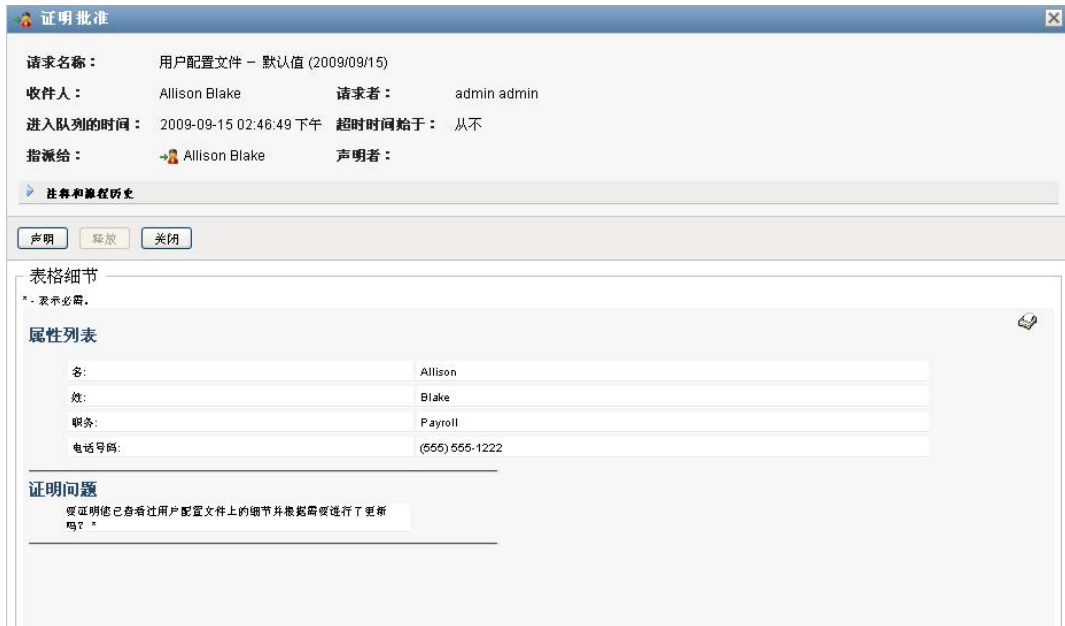 证明批准
请求名称： 用户配置文件 – 默认值 (2009/09/15)
收件人： Allison Blake 请求者： admin admin
进入队列的时间： 2009-09-15 02:46:49 下午 超时时间始于： 从不
指派给： Allison Blake 声明者：
注释和流程历史
声明 释放 关闭
表格细节
* - 表示必需。
属性列表
名: Allison
姓: Blake
职务: Payroll
电话号码: (555) 555-1222
证明问题
要证明您已查看过用户配置文件上的细节并根据需要进行了更新
吗？ *